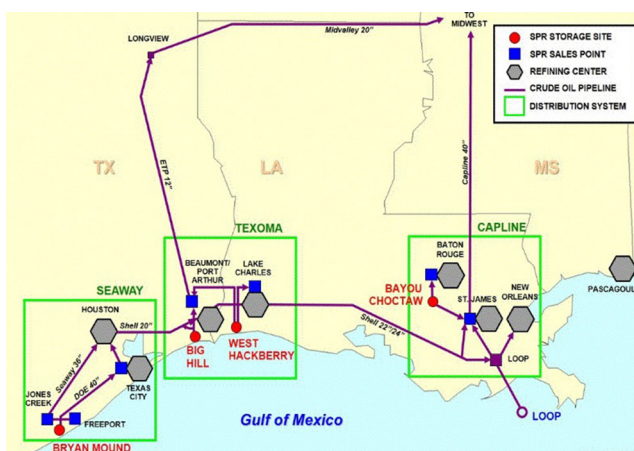 TO
MIDWEST
Midvalley 20"
LONGVIEW
SPR STORAGE SITE
SPR SALES POINT
REFINING CENTER
CRUDE OIL PIPELINE
DISTRIBUTION SYSTEM
TX
LA
MS
ETP 12"
Capline 40"
TEXOMA
CAPLINE
BEAUMONT/
PORT
ARTHUR
LAKE
CHARLES
BATON
ROUGE
NEW
ORLEANS
PASCAGOUL
BAYOU
CHOCTAW
ST. JAMES
SEAWAY
HOUSTON
Shell 20"
BIG
HILL
WEST
HACKBERRY
Shell 22"/24"
LOOP
Seaway 36"
DOE 40"
TEXAS
CITY
JONES
CREEK
FREEPORT
BRYAN MOUND
Gulf of Mexico
LOOP